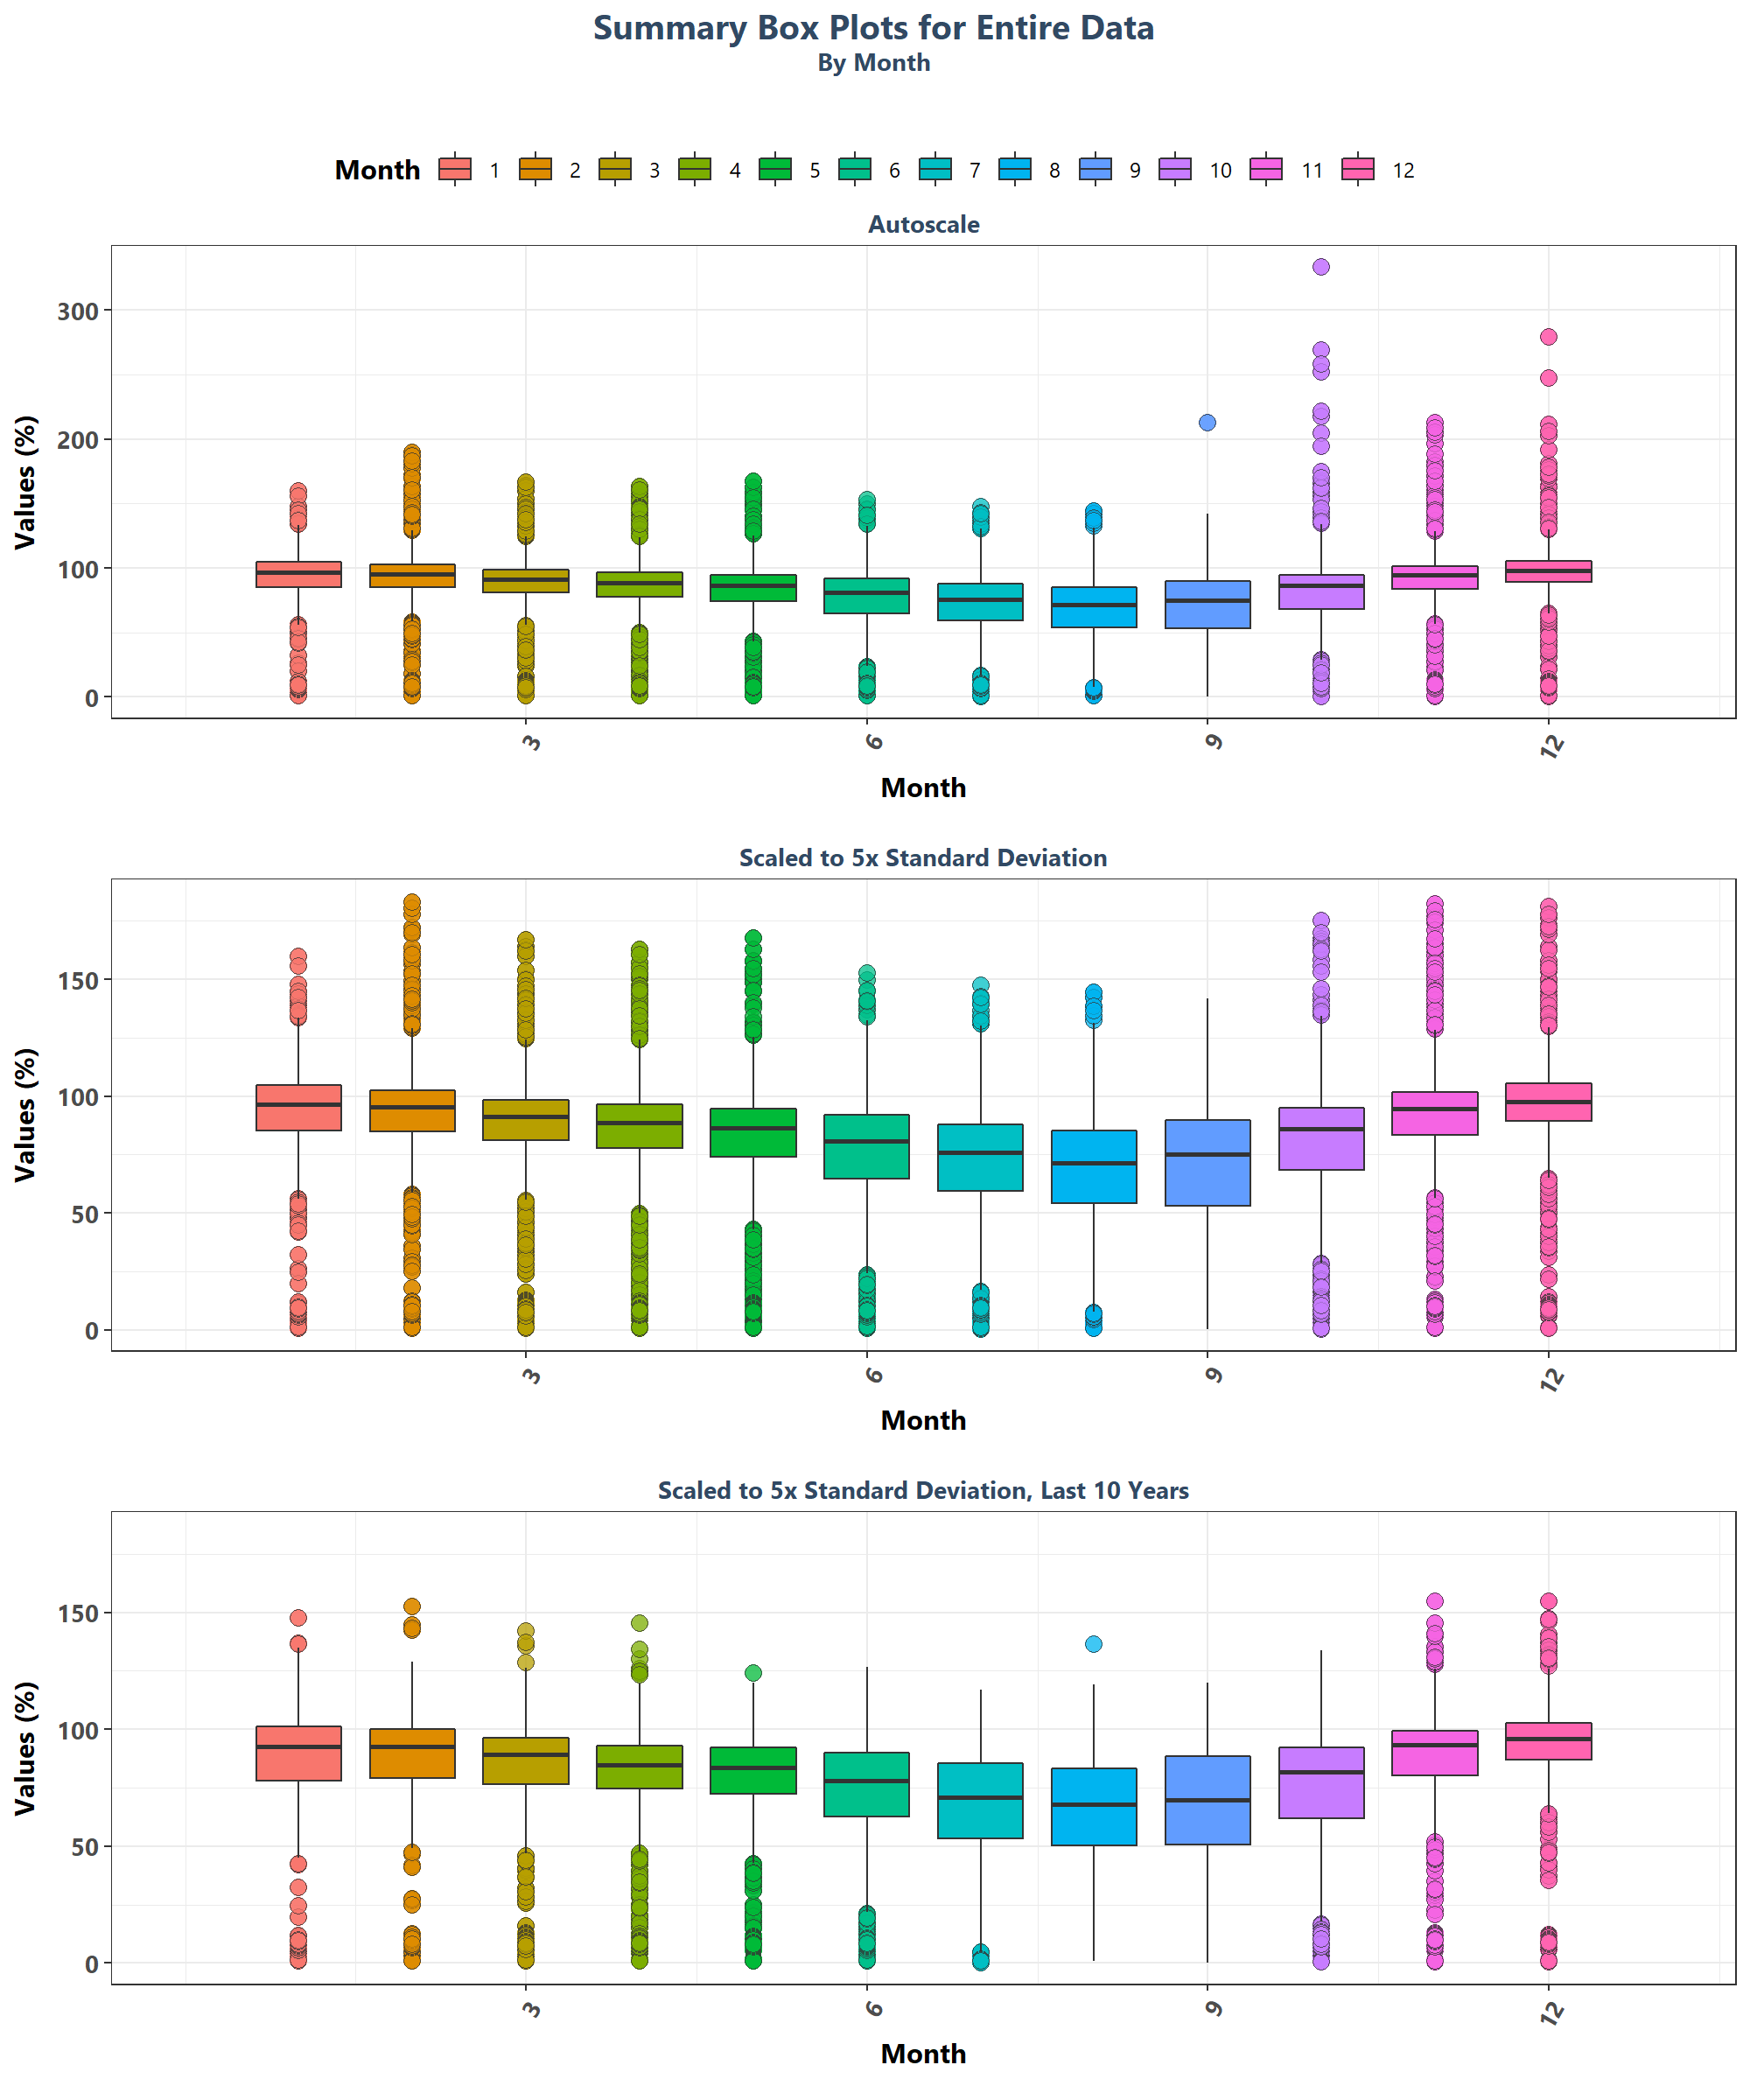 Summary Box Plots for Entire Data
By Month
Month 1 2 3 4 5 6 7 8 9 10 11 12
Autoscale
Values (%)
300
200
100
0
3 6 9 12
Month
Scaled to 5x Standard Deviation
Values (%)
150
100
50
0
3 6 9 12
Month
Scaled to 5x Standard Deviation, Last 10 Years
Values (%)
150
100
50
0
3 6 9 12
Month